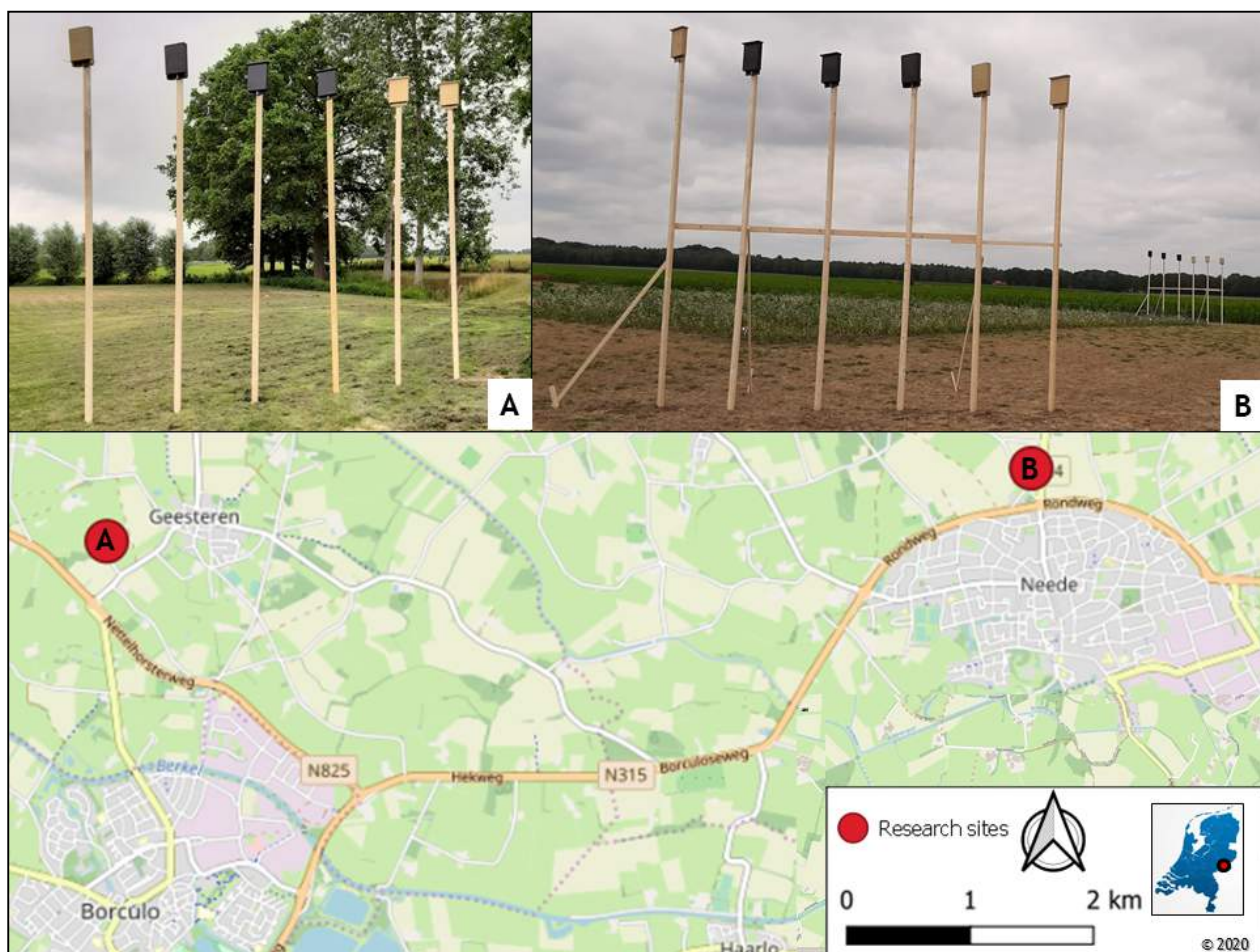 A
B
B
4
Rondweg
Geesteren
A
Rondweg
Neede
Nettelhorsterweg
N825
Berkel
Hekweg
N315
Borculoseweg
Borculo
Haarlo
Research sites
0 1 2 km
© 2020